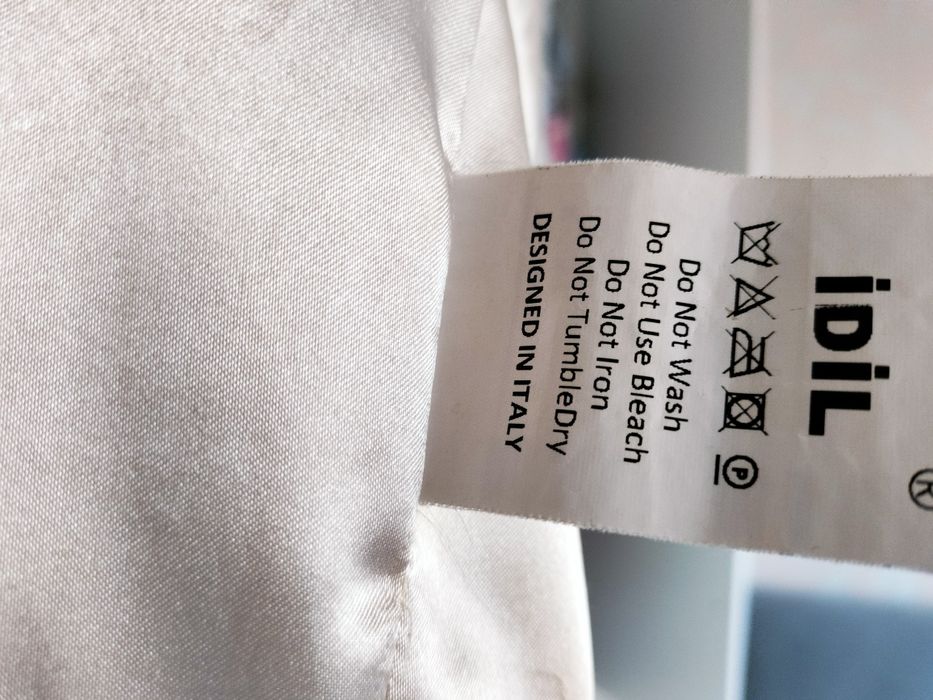 ®
iDiL
P
Do Not Wash
Do Not Use Bleach
Do Not Iron
Do Not TumbleDry
DESIGNED IN ITALY